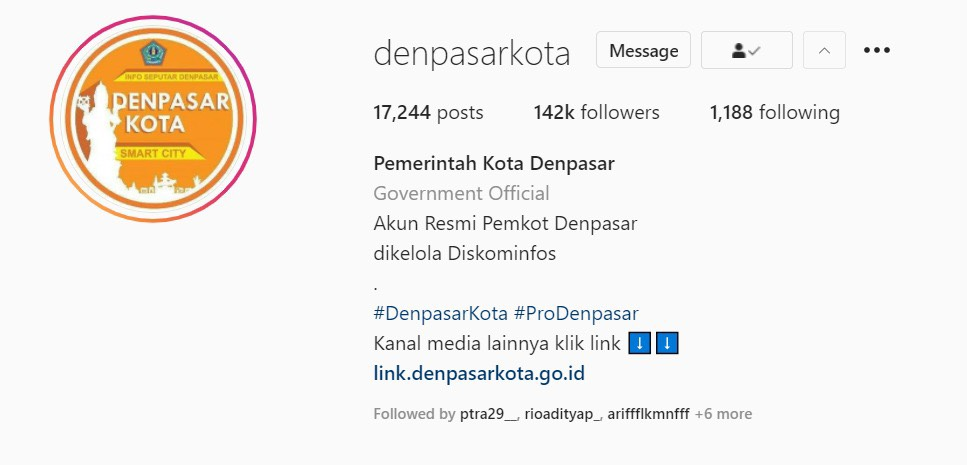 INFO SEPUTAR DENPASAR
DENPASAR
KOTA
SMART CITY
denpasarkota
Message
17,244 posts 142k followers 1,188 following
Pemerintah Kota Denpasar
Government Official
Akun Resmi Pemkot Denpasar
dikelola Diskominfos
.
#DenpasarKota #ProDenpasar
Kanal media lainnya klik link ⬇️⬇️
link.denpasarkota.go.id
Followed by ptra29__, rioadityap_, ariffflkmnfff +6 more